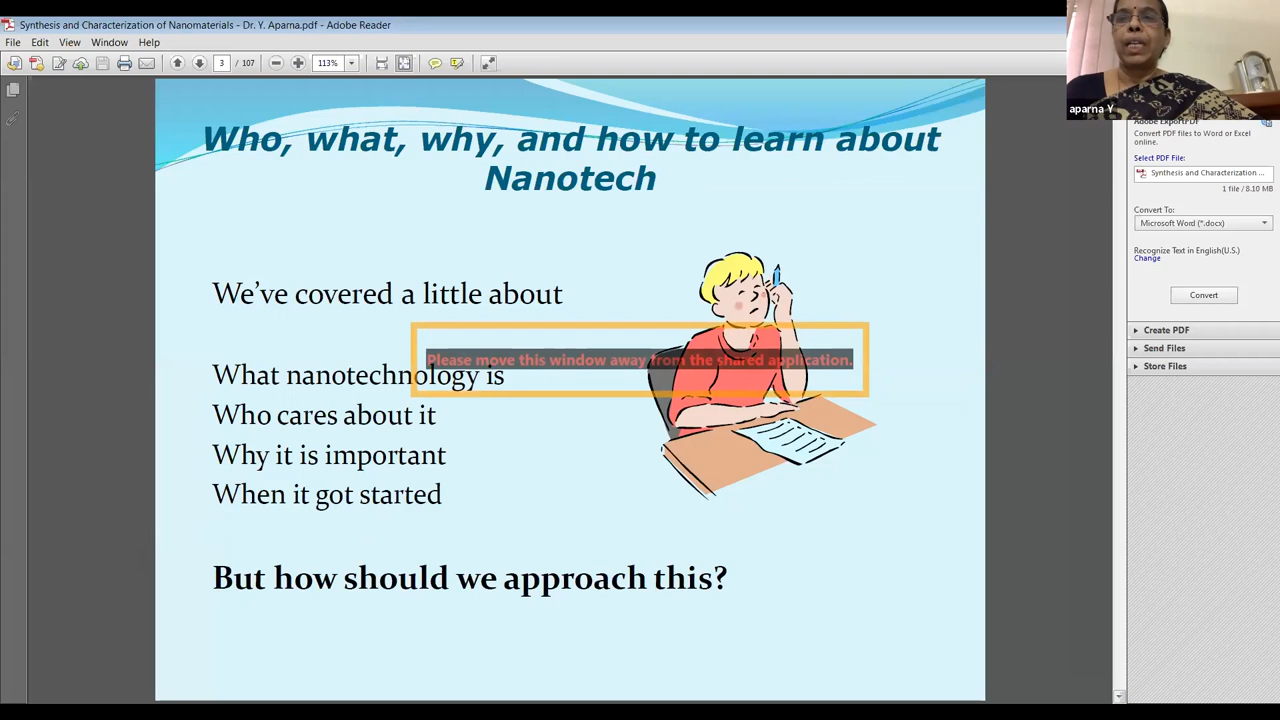 Synthesis and Characterization of Nanomaterials - Dr. Y. Aparna.pdf - Adobe Reader
File Edit View Window Help
3 / 107 113%
aparna Y
Who, what, why, and how to learn about
Nanotech
We've covered a little about
Please move this window away from the shared application.
What nanotechnology is
Who cares about it
Why it is important
When it got started
But how should we approach this?
Adobe ExportPDF
Convert PDF files to Word or Excel
online.
Select PDF File:
Synthesis and Characterization ...
1 file / 8.10 MB
Convert To:
Microsoft Word (*.docx)
Recognize Text in English(U.S.)
Change
Convert
Create PDF
Send Files
Store Files